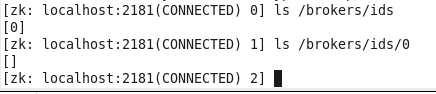 [zk: localhost:2181(CONNECTED) 0] ls /brokers/ids
[0]
[zk: localhost:2181(CONNECTED) 1] ls /brokers/ids/0
[]
[zk: localhost:2181(CONNECTED) 2]